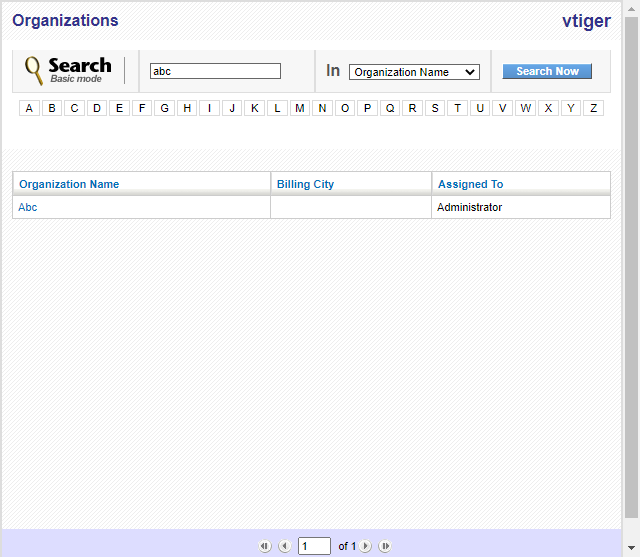 Organizations vtiger
Search
Basic mode
abc In Organization Name Search Now
A B C D E F G H I J K L M N O P Q R S T U V W X Y Z
Organization Name Billing City Assigned To
Abc Administrator
1 of 1